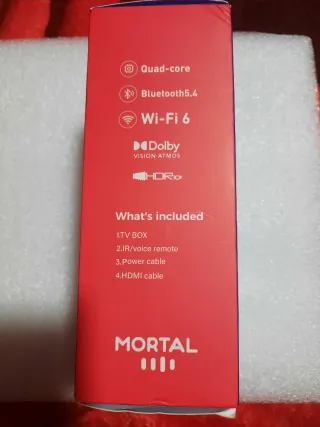 Quad-core
Bluetooth5.4
Wi-Fi 6
Dolby
VISION·ATMOS
HDR10+
What's included
1.TV BOX
2.IR/voice remote
3.Power cable
4.HDMI cable
MORTAL